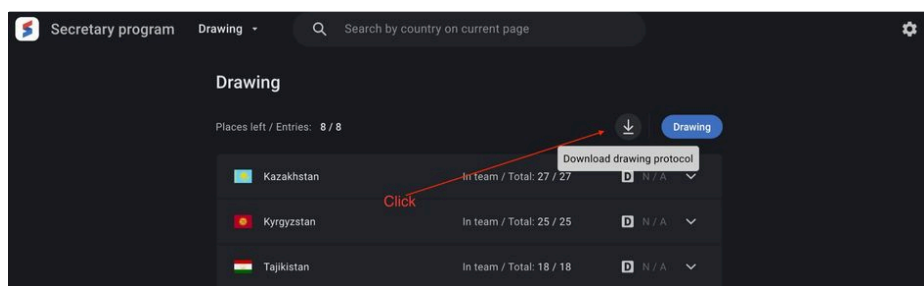 Secretary program Drawing Search by country on current page
Drawing
Places left / Entries: 8 / 8 Drawing
Download drawing protocol
Kazakhstan In team / Total: 27 / 27 D N / A
Click
Kyrgyzstan In team / Total: 25 / 25 D N / A
Tajikistan In team / Total: 18 / 18 D N / A